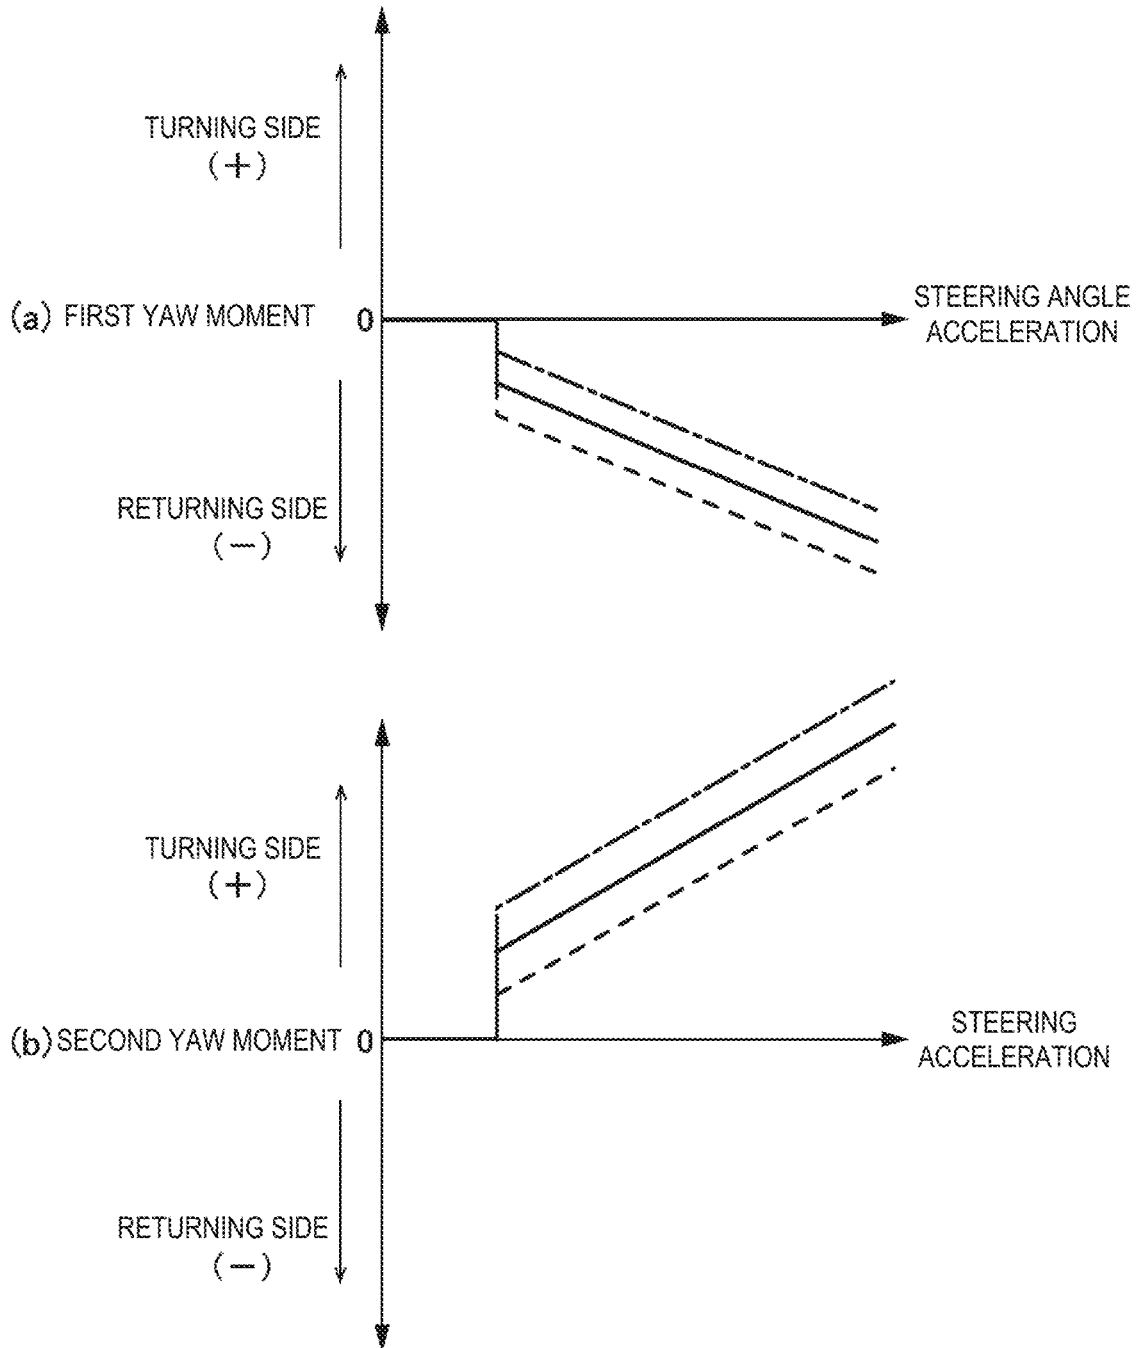 TURNING SIDE
(+)
(a) FIRST YAW MOMENT 0
STEERING ANGLE
ACCELERATION
RETURNING SIDE
(−)
TURNING SIDE
(+)
(b) SECOND YAW MOMENT 0
STEERING
ACCELERATION
RETURNING SIDE
(−)